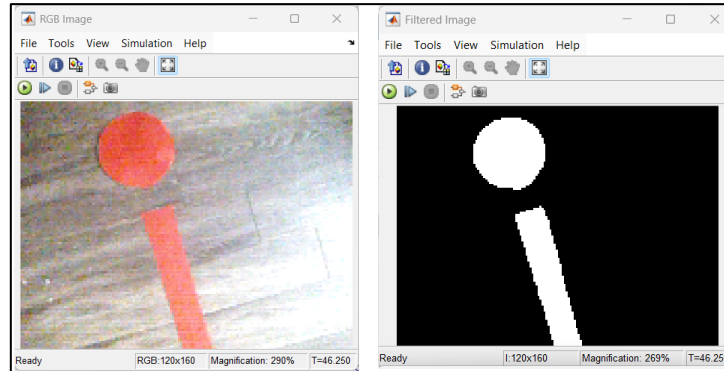 RGB Image
File Tools View Simulation Help
Ready RGB:120x160 Magnification: 290% T=46.250
Filtered Image
File Tools View Simulation Help
Ready I:120x160 Magnification: 269% T=46.25